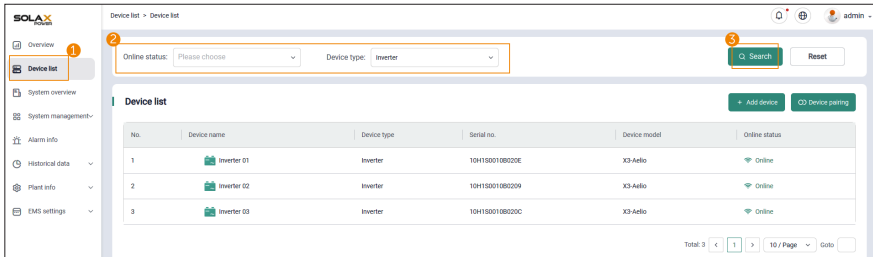 SOLAX
POWER
Device list > Device list
admin
Overview
1
Device list
System overview
System management
Alarm info
Historical data
Plant info
EMS settings
2
Online status: Please choose
Device type: Inverter
3
Search
Reset
Device list
+ Add device
Device pairing
No. Device name Device type Serial no. Device model Online status
1 Inverter 01 Inverter 10H1S0010B020E X3-Aelio Online
2 Inverter 02 Inverter 10H1S0010B0209 X3-Aelio Online
3 Inverter 03 Inverter 10H1S0010B020C X3-Aelio Online
Total: 3 < 1 > 10 / Page Goto